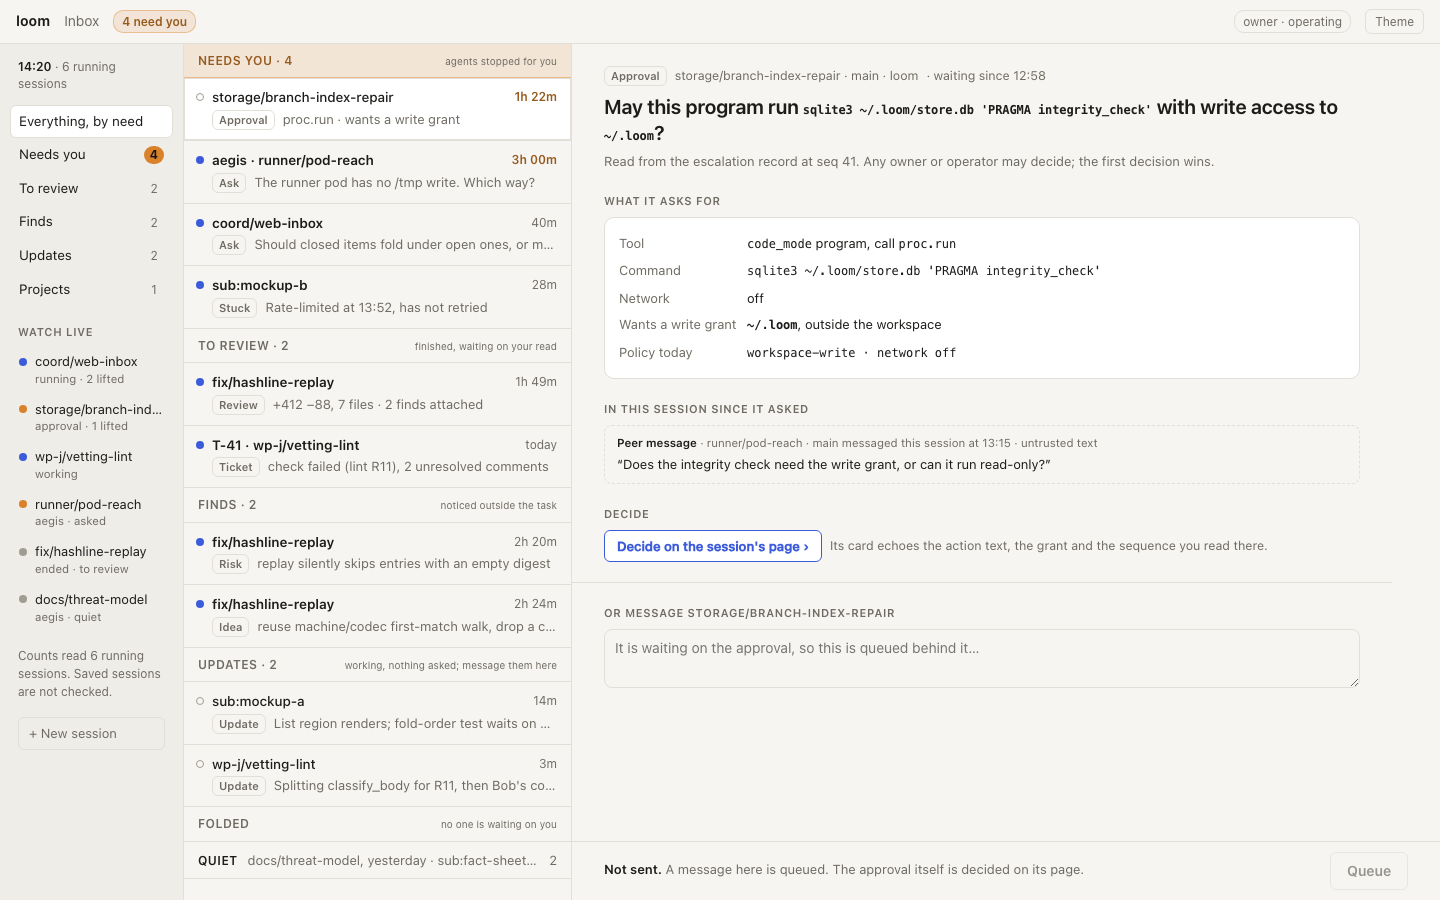 loom Inbox 4 need you
owner · operating Theme
14:20 · 6 running
sessions
Everything, by need
Needs you 4
To review 2
Finds 2
Updates 2
Projects 1
WATCH LIVE
coord/web-inbox
running · 2 lifted
storage/branch-ind...
approval · 1 lifted
wp-j/vetting-lint
working
runner/pod-reach
aegis · asked
fix/hashline-replay
ended · to review
docs/threat-model
aegis · quiet
Counts read 6 running
sessions. Saved sessions
are not checked.
+ New session
NEEDS YOU · 4 agents stopped for you
storage/branch-index-repair 1h 22m
Approval proc.run · wants a write grant
aegis · runner/pod-reach 3h 00m
Ask The runner pod has no /tmp write. Which way?
coord/web-inbox 40m
Ask Should closed items fold under open ones, or m...
sub:mockup-b 28m
Stuck Rate-limited at 13:52, has not retried
TO REVIEW · 2 finished, waiting on your read
fix/hashline-replay 1h 49m
Review +412 −88, 7 files · 2 finds attached
T-41 · wp-j/vetting-lint today
Ticket check failed (lint R11), 2 unresolved comments
FINDS · 2 noticed outside the task
fix/hashline-replay 2h 20m
Risk replay silently skips entries with an empty digest
fix/hashline-replay 2h 24m
Idea reuse machine/codec first-match walk, drop a c...
UPDATES · 2 working, nothing asked; message them here
sub:mockup-a 14m
Update List region renders; fold-order test waits on ...
wp-j/vetting-lint 3m
Update Splitting classify_body for R11, then Bob's co...
FOLDED no one is waiting on you
QUIET docs/threat-model, yesterday · sub:fact-sheet... 2
Approval storage/branch-index-repair · main · loom · waiting since 12:58
May this program run sqlite3 ~/.loom/store.db 'PRAGMA integrity_check' with write access to
~/.loom?
Read from the escalation record at seq 41. Any owner or operator may decide; the first decision wins.
WHAT IT ASKS FOR
Tool code_mode program, call proc.run
Command sqlite3 ~/.loom/store.db 'PRAGMA integrity_check'
Network off
Wants a write grant ~/.loom, outside the workspace
Policy today workspace-write · network off
IN THIS SESSION SINCE IT ASKED
Peer message · runner/pod-reach · main messaged this session at 13:15 · untrusted text
“Does the integrity check need the write grant, or can it run read-only?”
DECIDE
Decide on the session's page › Its card echoes the action text, the grant and the sequence you read there.
OR MESSAGE STORAGE/BRANCH-INDEX-REPAIR
It is waiting on the approval, so this is queued behind it...
Not sent. A message here is queued. The approval itself is decided on its page. Queue